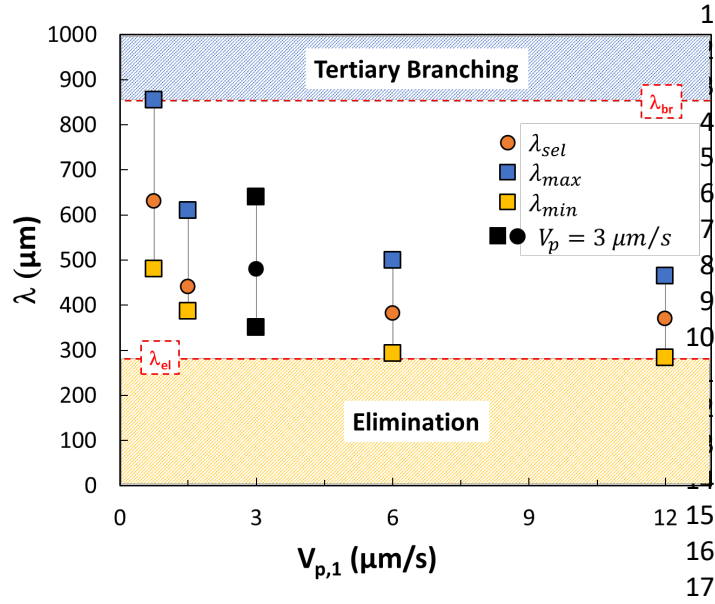 1
1000
Tertiary Branching
900
λbr
800
4
λsel
700
5
λmax
600
6
λmin
7
500
Vp = 3 μm/s
8
400
9
300
10
λel
200
Elimination
100
0
λ (μm)
0
3
6
9
12
15
16
17
Vp,1 (μm/s)